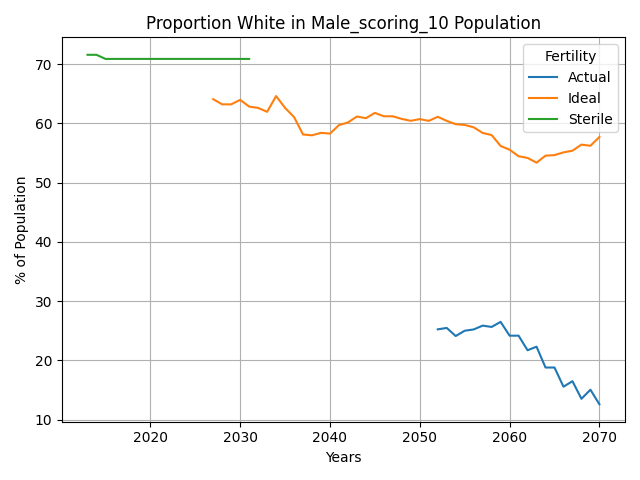 Proportion White in Male_scoring_10 Population
Fertility
Actual
Ideal
Sterile
70
60
50
40
30
20
10
% of Population
2020 2030 2040 2050 2060 2070
Years